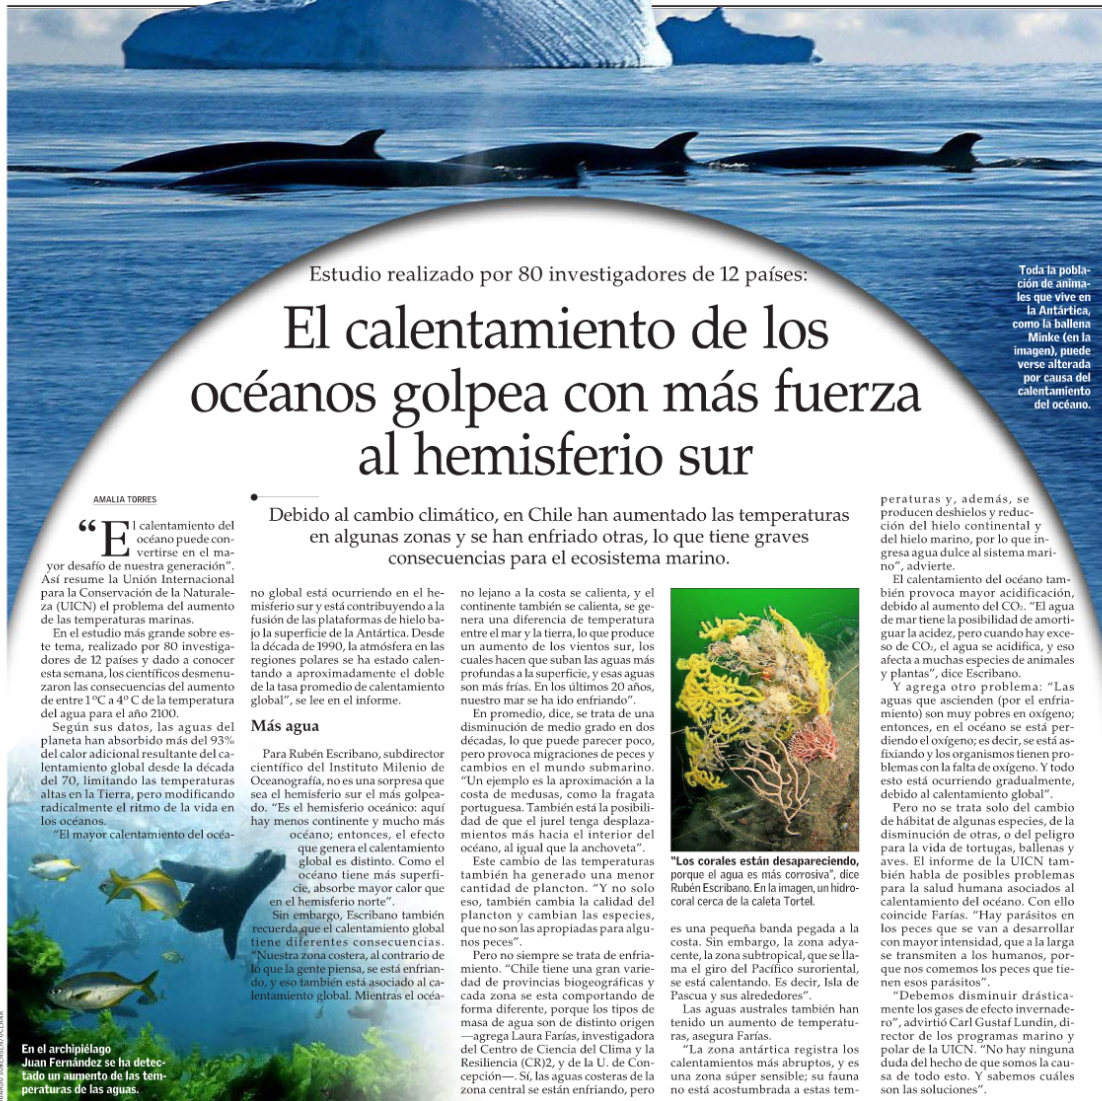 Estudio realizado por 80 investigadores de 12 países:
El calentamiento de los
océanos golpea con más fuerza
al hemisferio sur
Toda la pobla-
ción de anima-
les que vive en
la Antártica,
como la ballena
Minke (en la
imagen), puede
verse alterada
por causa del
calentamiento
del océano.
Debido al cambio climático, en Chile han aumentado las temperaturas
en algunas zonas y se han enfriado otras, lo que tiene graves
consecuencias para el ecosistema marino.
AMALIA TORRES
“El calentamiento del
océano puede con-
vertirse en el ma-
yor desafío de nuestra generación”.
Así resume la Unión Internacional
para la Conservación de la Naturale-
za (UICN) el problema del aumento
de las temperaturas marinas.
En el estudio más grande sobre es-
te tema, realizado por 80 investiga-
dores de 12 países y dado a conocer
esta semana, los científicos desmenu-
zaron las consecuencias del aumento
de entre 1ºC a 4º C de la temperatura
del agua para el año 2100.
Según sus datos, las aguas del
planeta han absorbido más del 93%
del calor adicional resultante del ca-
lentamiento global desde la década
del 70, limitando las temperaturas
altas en la Tierra, pero modificando
radicalmente el ritmo de la vida en
los océanos.
“El mayor calentamiento del océa-
no global está ocurriendo en el he-
misferio sur y está contribuyendo a la
fusión de las plataformas de hielo ba-
jo la superficie de la Antártica. Desde
la década de 1990, la atmósfera en las
regiones polares se ha estado calen-
tando a aproximadamente el doble
de la tasa promedio de calentamiento
global”, se lee en el informe.
Más agua
Para Rubén Escribano, subdirector
científico del Instituto Milenio de
Oceanografía, no es una sorpresa que
sea el hemisferio sur el más golpea-
do. “Es el hemisferio oceánico: aquí
hay menos continente y mucho más
océano; entonces, el efecto
que genera el calentamiento
global es distinto. Como el
océano tiene más superfi-
cie, absorbe mayor calor que
en el hemisferio norte”.
Sin embargo, Escribano también
recuerda que el calentamiento global
tiene diferentes consecuencias.
“Nuestra zona costera, al contrario de
lo que la gente piensa, se está enfrian-
do, y eso también está asociado al ca-
lentamiento global. Mientras el océa-
no lejano a la costa se calienta, y el
continente también se calienta, se ge-
nera una diferencia de temperatura
entre el mar y la tierra, lo que produce
un aumento de los vientos sur, los
cuales hacen que suban las aguas más
profundas a la superficie, y esas aguas
son más frías. En los últimos 20 años,
nuestro mar se ha ido enfriando”.
En promedio, dice, se trata de una
disminución de medio grado en dos
décadas, lo que puede parecer poco,
pero provoca migraciones de peces y
cambios en el mundo submarino.
“Un ejemplo es la aproximación a la
costa de medusas, como la fragata
portuguesa. También está la posibili-
dad de que el jurel tenga desplaza-
mientos más hacia el interior del
océano, al igual que la anchoveta”.
Este cambio de las temperaturas
también ha generado una menor
cantidad de plancton. “Y no solo
eso, también cambia la calidad del
plancton y cambian las especies,
que no son las apropiadas para algu-
nos peces”.
Pero no siempre se trata de enfria-
miento. “Chile tiene una gran varie-
dad de provincias biogeográficas y
cada zona se esta comportando de
forma diferente, porque los tipos de
masa de agua son de distinto origen
—agrega Laura Farías, investigadora
del Centro de Ciencia del Clima y la
Resiliencia (CR)2, y de la U. de Con-
cepción—. Sí, las aguas costeras de la
zona central se están enfriando, pero
“Los corales están desapareciendo,
porque el agua es más corrosiva”, dice
Rubén Escribano. En la imagen, un hidro-
coral cerca de la caleta Tortel.
es una pequeña banda pegada a la
costa. Sin embargo, la zona adya-
cente, la zona subtropical, que se lla-
ma el giro del Pacífico suroriental,
se está calentando. Es decir, Isla de
Pascua y sus alrededores”.
Las aguas australes también han
tenido un aumento de temperatu-
ras, asegura Farías.
“La zona antártica registra los
calentamientos más abruptos, y es
una zona súper sensible; su fauna
no está acostumbrada a estas tem-
peraturas y, además, se
producen deshielos y reduc-
ción del hielo continental y
del hielo marino, por lo que in-
gresa agua dulce al sistema mari-
no”, advierte.
El calentamiento del océano tam-
bién provoca mayor acidificación,
debido al aumento del CO₂. “El agua
de mar tiene la posibilidad de amorti-
guar la acidez, pero cuando hay exce-
so de CO₂, el agua se acidifica, y eso
afecta a muchas especies de animales
y plantas”, dice Escribano.
Y agrega otro problema: “Las
aguas que ascienden (por el enfria-
miento) son muy pobres en oxígeno;
entonces, en el océano se está per-
diendo el oxígeno; es decir, se está as-
fixiando y los organismos tienen pro-
blemas con la falta de oxígeno. Y todo
esto está ocurriendo gradualmente,
debido al calentamiento global”.
Pero no se trata solo del cambio
de hábitat de algunas especies, de la
disminución de otras, o del peligro
para la vida de tortugas, ballenas y
aves. El informe de la UICN tam-
bién habla de posibles problemas
para la salud humana asociados al
calentamiento del océano. Con ello
coincide Farías. “Hay parásitos en
los peces que se van a desarrollar
con mayor intensidad, que a la larga
se transmiten a los humanos, por-
que nos comemos los peces que tie-
nen esos parásitos”.
“Debemos disminuir drástica-
mente los gases de efecto invernade-
ro”, advirtió Carl Gustaf Lundin, di-
rector de los programas marino y
polar de la UICN. “No hay ninguna
duda del hecho de que somos la cau-
sa de todo esto. Y sabemos cuáles
son las soluciones”.
En el archipiélago
Juan Fernández se ha detec-
tado un aumento de las tem-
peraturas de las aguas.